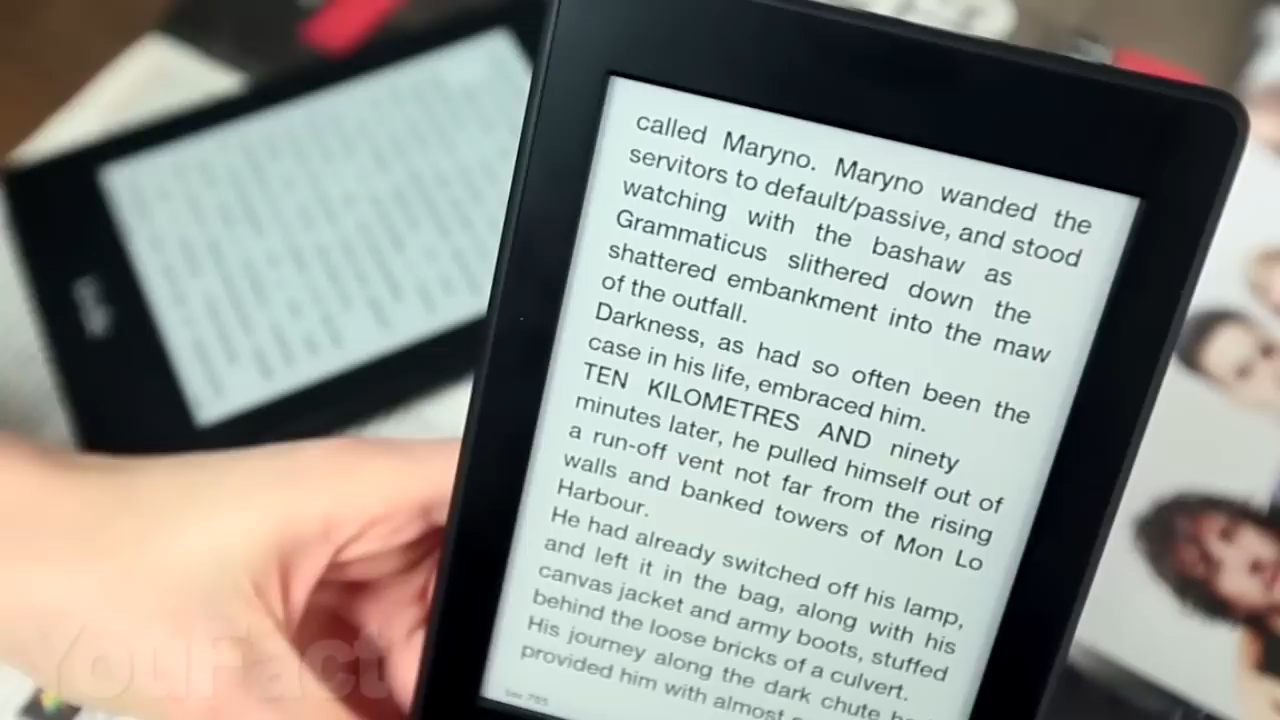 called Maryno. Maryno wanded the
servitors to default/passive, and stood
watching with the bashaw as
Grammaticus slithered down the
shattered embankment into the maw
of the outfall.
Darkness, as had so often been the
case in his life, embraced him.
TEN KILOMETRES AND ninety
minutes later, he pulled himself out of
a run-off vent not far from the rising
walls and banked towers of Mon Lo
Harbour.
He had already switched off his lamp,
and left it in the bag, along with his
canvas jacket and army boots, stuffed
behind the loose bricks of a culvert.
His journey along the dark chute
provided him with almost
Loc 785
YouFact